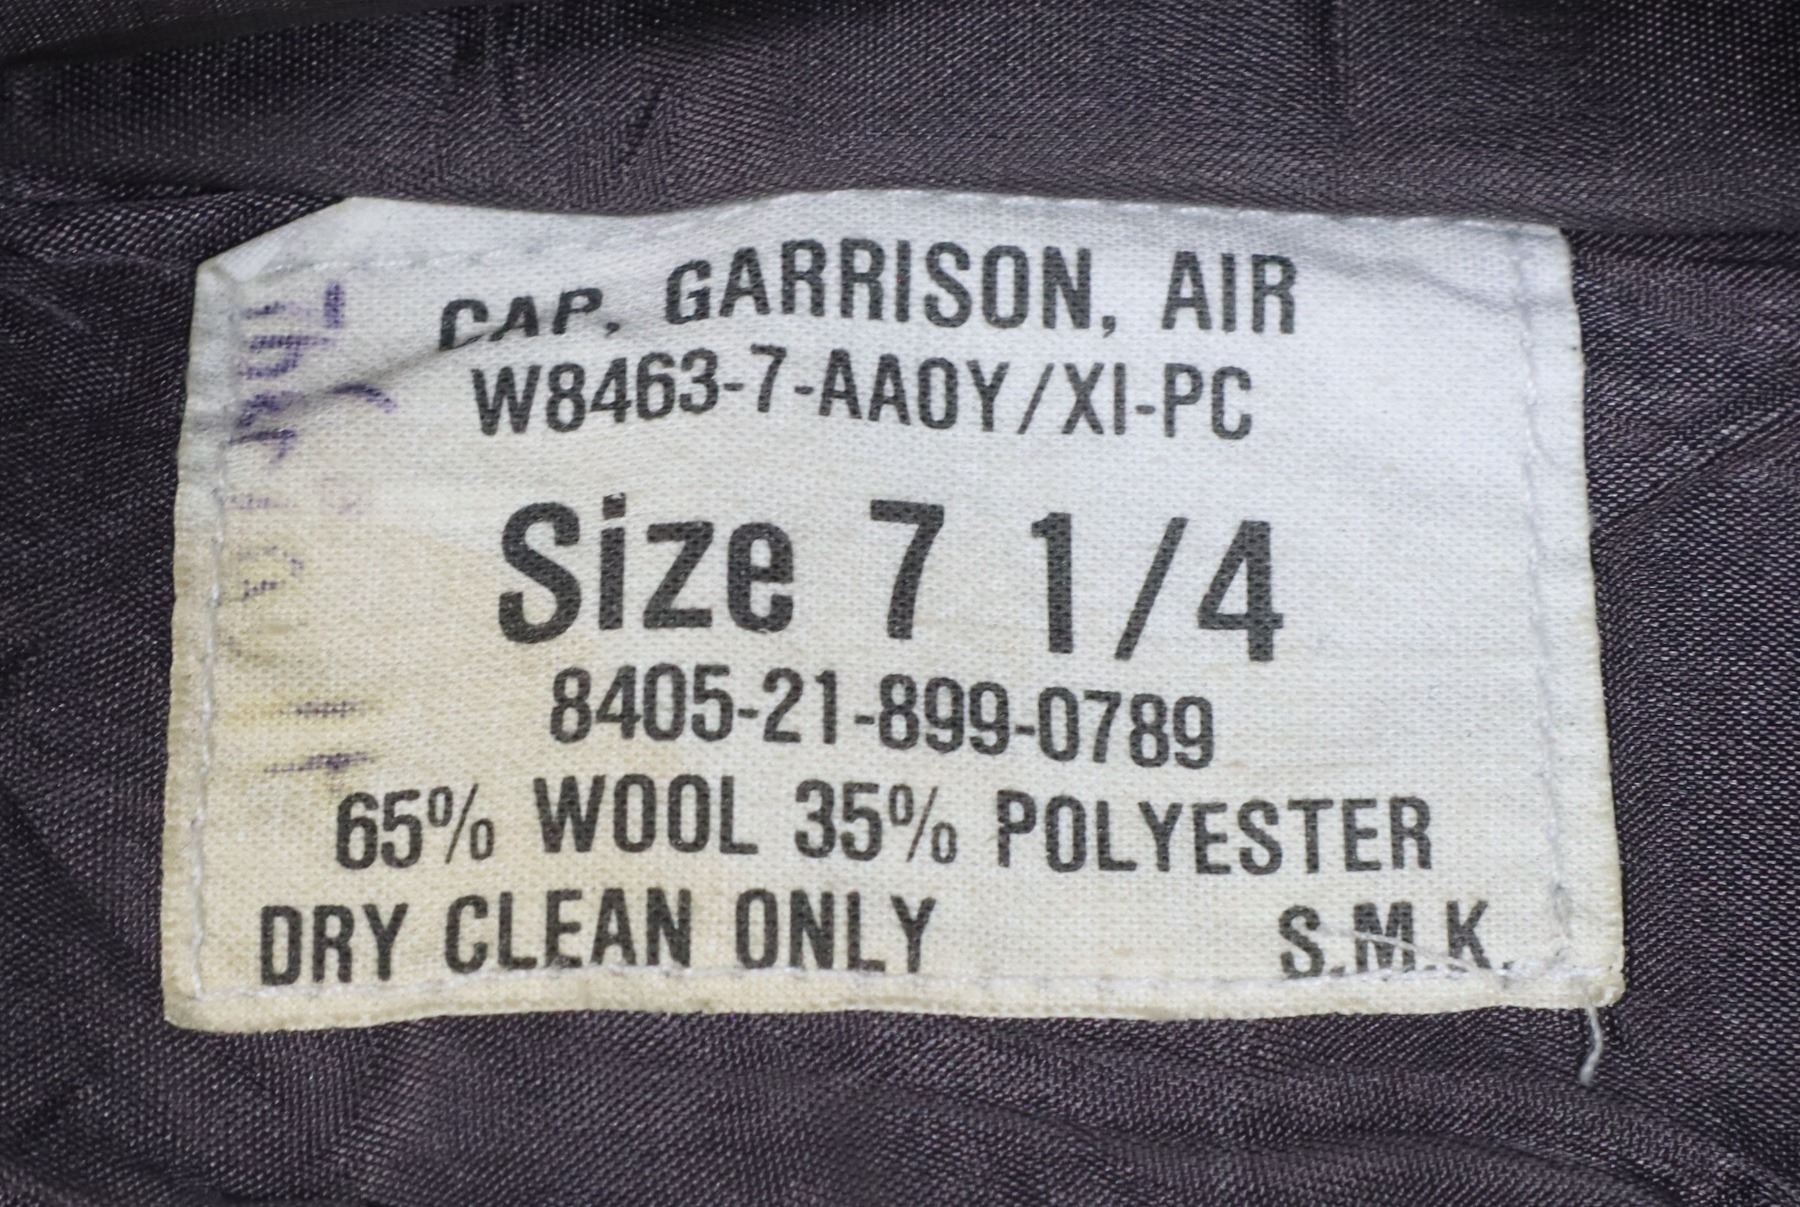 CAP, GARRISON, AIR
W8463-7-AA0Y/XI-PC
Size 7 1/4
8405-21-899-0789
65% WOOL 35% POLYESTER
DRY CLEAN ONLY S.M.K.